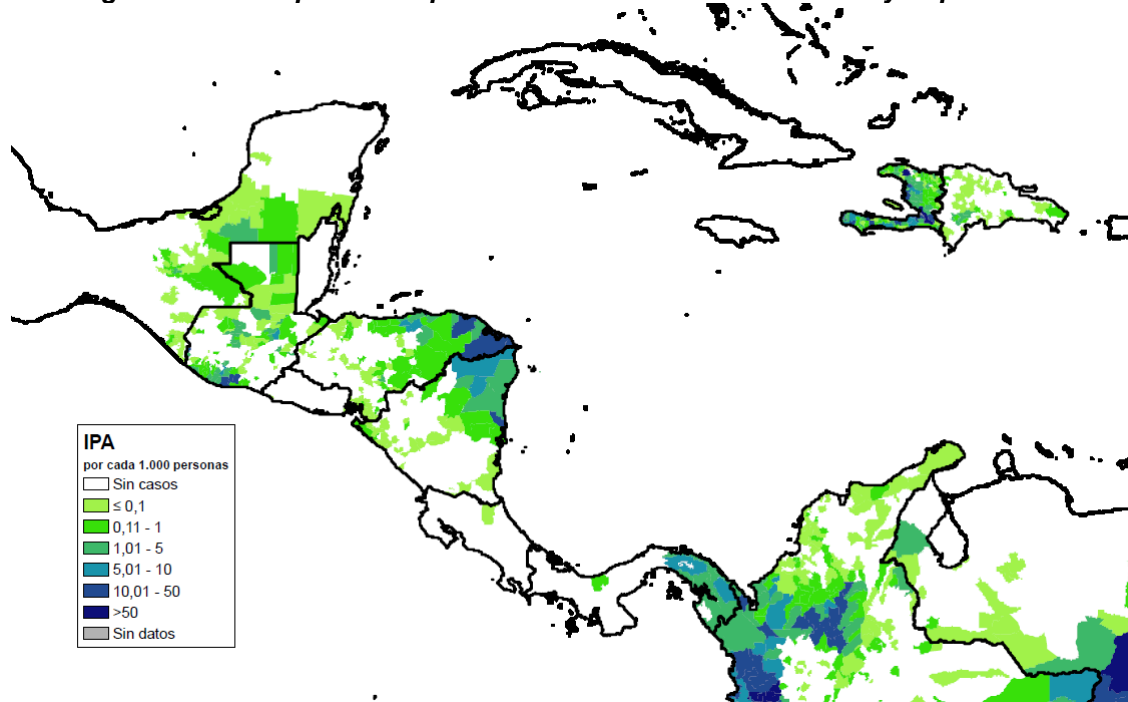 IPA
por cada 1.000 personas
Sin casos
≤ 0,1
0,11 - 1
1,01 - 5
5,01 - 10
10,01 - 50
>50
Sin datos